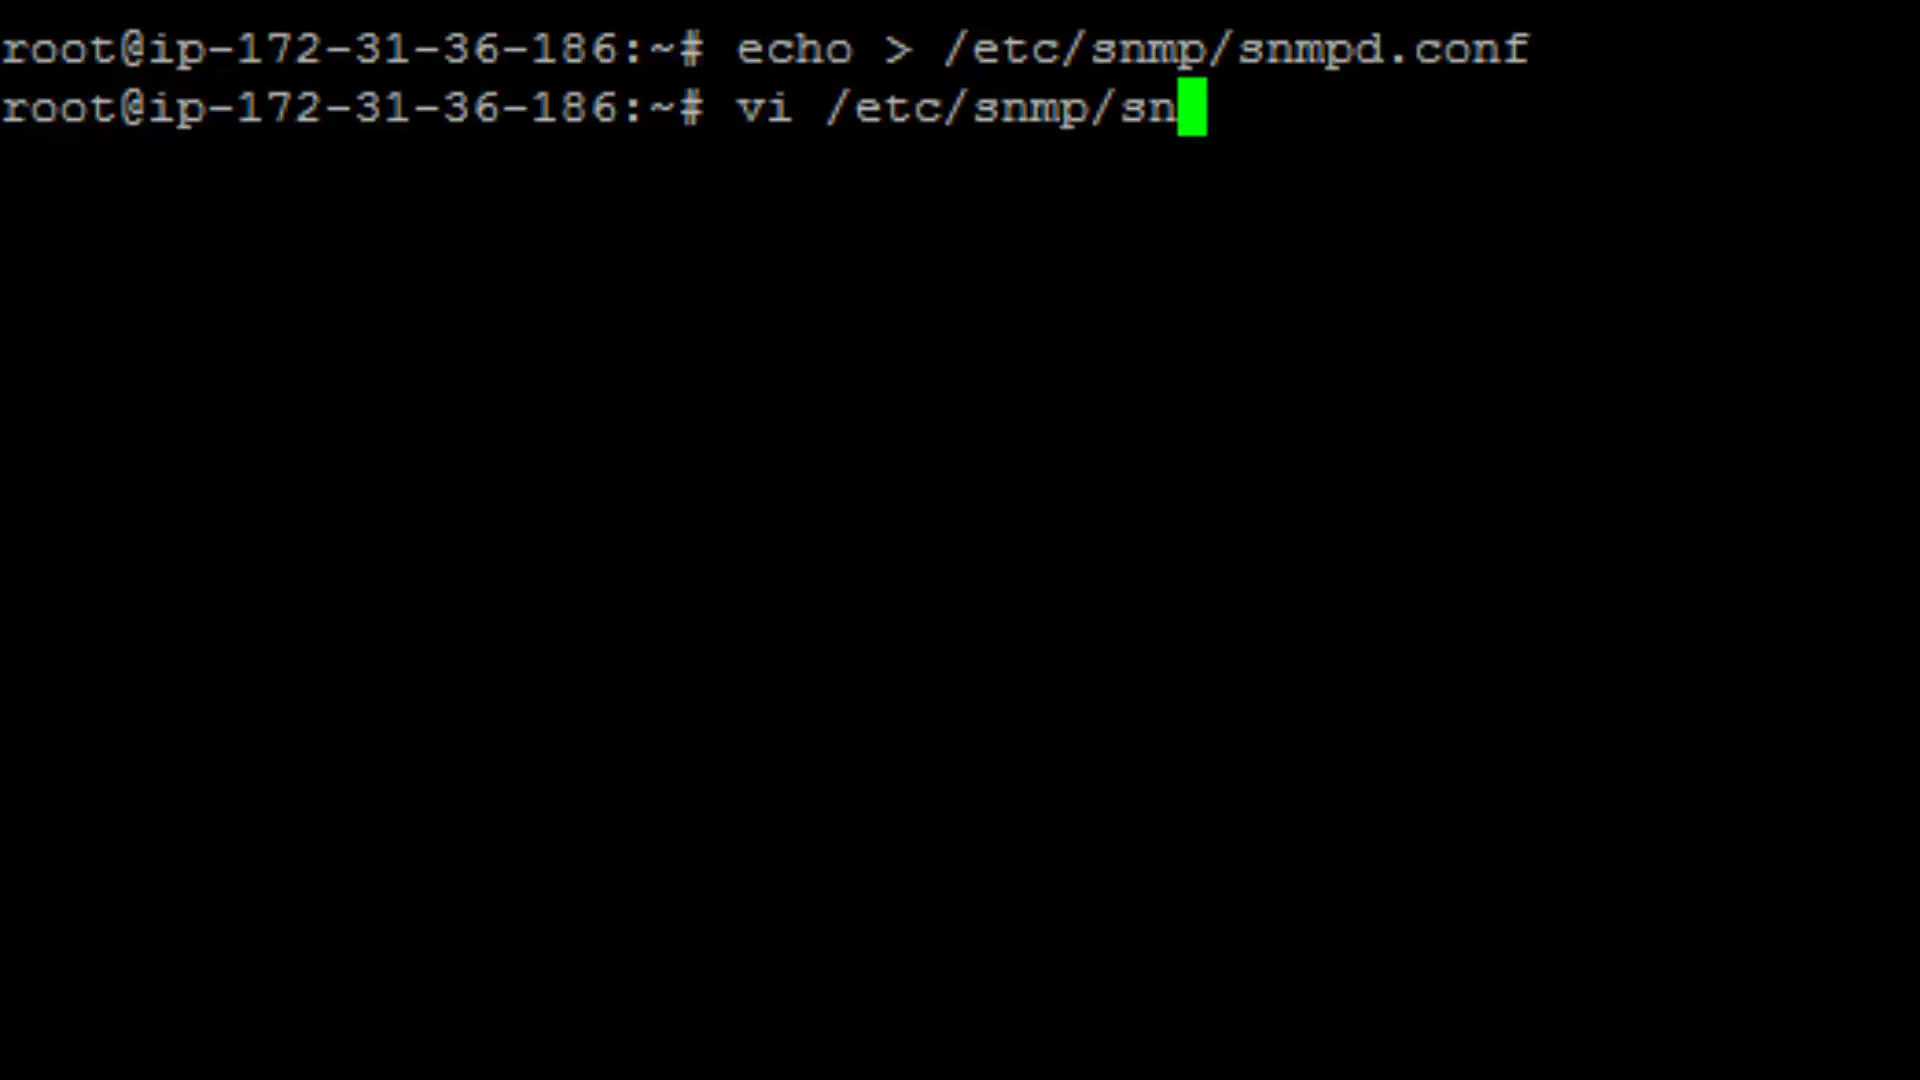 root@ip-172-31-36-186:~# echo > /etc/snmp/snmpd.conf
root@ip-172-31-36-186:~# vi /etc/snmp/sn